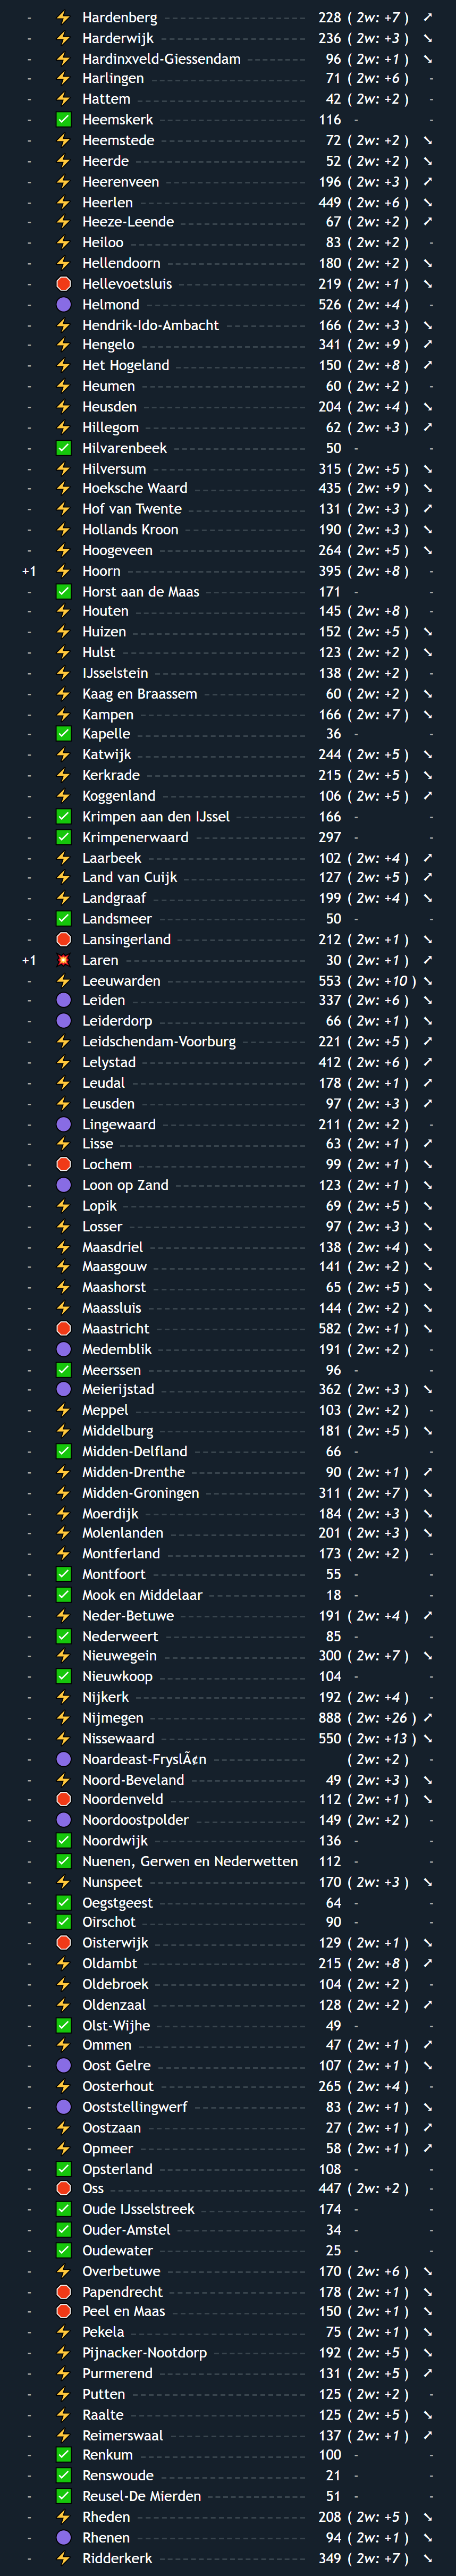 - ⚡ Hardenberg 228 ( 2w: +7 ) ↗
- ⚡ Harderwijk 236 ( 2w: +3 ) ↘
- ⚡ Hardinxveld-Giessendam 96 ( 2w: +1 ) ↘
- ⚡ Harlingen 71 ( 2w: +6 ) -
- ⚡ Hattem 42 ( 2w: +2 ) -
- ✅ Heemskerk 116 - -
- ⚡ Heemstede 72 ( 2w: +2 ) ↘
- ⚡ Heerde 52 ( 2w: +2 ) ↘
- ⚡ Heerenveen 196 ( 2w: +3 ) ↗
- ⚡ Heerlen 449 ( 2w: +6 ) ↘
- ⚡ Heeze-Leende 67 ( 2w: +2 ) ↗
- ⚡ Heiloo 83 ( 2w: +2 ) -
- ⚡ Hellendoorn 180 ( 2w: +2 ) ↘
- 🛑 Hellevoetsluis 219 ( 2w: +1 ) ↘
- 🟣 Helmond 526 ( 2w: +4 ) -
- ⚡ Hendrik-Ido-Ambacht 166 ( 2w: +3 ) ↘
- ⚡ Hengelo 341 ( 2w: +9 ) ↗
- ⚡ Het Hogeland 150 ( 2w: +8 ) ↗
- ⚡ Heumen 60 ( 2w: +2 ) -
- ⚡ Heusden 204 ( 2w: +4 ) ↘
- ⚡ Hillegom 62 ( 2w: +3 ) ↗
- ✅ Hilvarenbeek 50 - -
- ⚡ Hilversum 315 ( 2w: +5 ) ↘
- ⚡ Hoeksche Waard 435 ( 2w: +9 ) ↘
- ⚡ Hof van Twente 131 ( 2w: +3 ) ↗
- ⚡ Hollands Kroon 190 ( 2w: +3 ) ↘
- ⚡ Hoogeveen 264 ( 2w: +5 ) ↘
+1 ⚡ Hoorn 395 ( 2w: +8 ) -
- ✅ Horst aan de Maas 171 - -
- ⚡ Houten 145 ( 2w: +8 ) -
- ⚡ Huizen 152 ( 2w: +5 ) ↘
- ⚡ Hulst 123 ( 2w: +2 ) ↘
- ⚡ IJsselstein 138 ( 2w: +2 ) -
- ⚡ Kaag en Braassem 60 ( 2w: +2 ) ↘
- ⚡ Kampen 166 ( 2w: +7 ) ↘
- ✅ Kapelle 36 - -
- ⚡ Katwijk 244 ( 2w: +5 ) ↘
- ⚡ Kerkrade 215 ( 2w: +5 ) ↘
- ⚡ Koggenland 106 ( 2w: +5 ) ↗
- ✅ Krimpen aan den IJssel 166 - -
- ✅ Krimpenerwaard 297 - -
- ⚡ Laarbeek 102 ( 2w: +4 ) ↗
- ⚡ Land van Cuijk 127 ( 2w: +5 ) ↗
- ⚡ Landgraaf 199 ( 2w: +4 ) ↘
- ✅ Landsmeer 50 - -
- 🛑 Lansingerland 212 ( 2w: +1 ) ↘
+1 💥 Laren 30 ( 2w: +1 ) ↗
- ⚡ Leeuwarden 553 ( 2w: +10 ) ↘
- 🟣 Leiden 337 ( 2w: +6 ) ↘
- 🟣 Leiderdorp 66 ( 2w: +1 ) ↘
- ⚡ Leidschendam-Voorburg 221 ( 2w: +5 ) ↗
- ⚡ Lelystad 412 ( 2w: +6 ) ↗
- ⚡ Leudal 178 ( 2w: +1 ) ↗
- ⚡ Leusden 97 ( 2w: +3 ) ↗
- 🟣 Lingewaard 211 ( 2w: +2 ) -
- ⚡ Lisse 63 ( 2w: +1 ) ↗
- 🛑 Lochem 99 ( 2w: +1 ) ↘
- 🟣 Loon op Zand 123 ( 2w: +1 ) ↘
- ⚡ Lopik 69 ( 2w: +5 ) ↘
- ⚡ Losser 97 ( 2w: +3 ) ↘
- ⚡ Maasdriel 138 ( 2w: +4 ) ↘
- ⚡ Maasgouw 141 ( 2w: +2 ) ↘
- ⚡ Maashorst 65 ( 2w: +5 ) ↘
- ⚡ Maassluis 144 ( 2w: +2 ) ↘
- 🛑 Maastricht 582 ( 2w: +1 ) ↘
- 🟣 Medemblik 191 ( 2w: +2 ) -
- ✅ Meerssen 96 - -
- 🟣 Meierijstad 362 ( 2w: +3 ) ↘
- ⚡ Meppel 103 ( 2w: +2 ) -
- ⚡ Middelburg 181 ( 2w: +5 ) ↘
- ✅ Midden-Delfland 66 - -
- ⚡ Midden-Drenthe 90 ( 2w: +1 ) ↗
- ⚡ Midden-Groningen 311 ( 2w: +7 ) ↘
- ⚡ Moerdijk 184 ( 2w: +3 ) ↘
- ⚡ Molenlanden 201 ( 2w: +3 ) ↘
- ⚡ Montferland 173 ( 2w: +2 ) -
- ✅ Montfoort 55 - -
- ✅ Mook en Middelaar 18 - -
- ⚡ Neder-Betuwe 191 ( 2w: +4 ) ↗
- ✅ Nederweert 85 - -
- ⚡ Nieuwegein 300 ( 2w: +7 ) ↘
- ✅ Nieuwkoop 104 - -
- ⚡ Nijkerk 192 ( 2w: +4 ) -
- ⚡ Nijmegen 888 ( 2w: +26 ) ↗
- ⚡ Nissewaard 550 ( 2w: +13 ) ↘
- 🟣 Noardeast-FryslÃ¢n ( 2w: +2 ) -
- ⚡ Noord-Beveland 49 ( 2w: +3 ) ↘
- 🛑 Noordenveld 112 ( 2w: +1 ) ↘
- 🟣 Noordoostpolder 149 ( 2w: +2 ) -
- ✅ Noordwijk 136 - -
- ✅ Nuenen, Gerwen en Nederwetten 112 - -
- ⚡ Nunspeet 170 ( 2w: +3 ) ↘
- ✅ Oegstgeest 64 - -
- ✅ Oirschot 90 - -
- 🛑 Oisterwijk 129 ( 2w: +1 ) ↘
- ⚡ Oldambt 215 ( 2w: +8 ) ↗
- ⚡ Oldebroek 104 ( 2w: +2 ) -
- ⚡ Oldenzaal 128 ( 2w: +2 ) ↗
- ✅ Olst-Wijhe 49 - -
- ⚡ Ommen 47 ( 2w: +1 ) ↗
- 🟣 Oost Gelre 107 ( 2w: +1 ) ↘
- ⚡ Oosterhout 265 ( 2w: +4 ) -
- 🟣 Ooststellingwerf 83 ( 2w: +1 ) ↘
- ⚡ Oostzaan 27 ( 2w: +1 ) ↗
- ⚡ Opmeer 58 ( 2w: +1 ) ↗
- ✅ Opsterland 108 - -
- 🛑 Oss 447 ( 2w: +2 ) -
- ✅ Oude IJsselstreek 174 - -
- ✅ Ouder-Amstel 34 - -
- ✅ Oudewater 25 - -
- ⚡ Overbetuwe 170 ( 2w: +6 ) ↘
- 🛑 Papendrecht 178 ( 2w: +1 ) ↘
- 🛑 Peel en Maas 150 ( 2w: +1 ) ↘
- ⚡ Pekela 75 ( 2w: +1 ) ↘
- ⚡ Pijnacker-Nootdorp 192 ( 2w: +5 ) ↘
- ⚡ Purmerend 131 ( 2w: +5 ) ↗
- ⚡ Putten 125 ( 2w: +2 ) -
- ⚡ Raalte 125 ( 2w: +5 ) ↘
- ⚡ Reimerswaal 137 ( 2w: +1 ) ↗
- ✅ Renkum 100 - -
- ✅ Renswoude 21 - -
- ✅ Reusel-De Mierden 51 - -
- ⚡ Rheden 208 ( 2w: +5 ) ↘
- 🟣 Rhenen 94 ( 2w: +1 ) ↘
- ⚡ Ridderkerk 349 ( 2w: +7 ) ↘